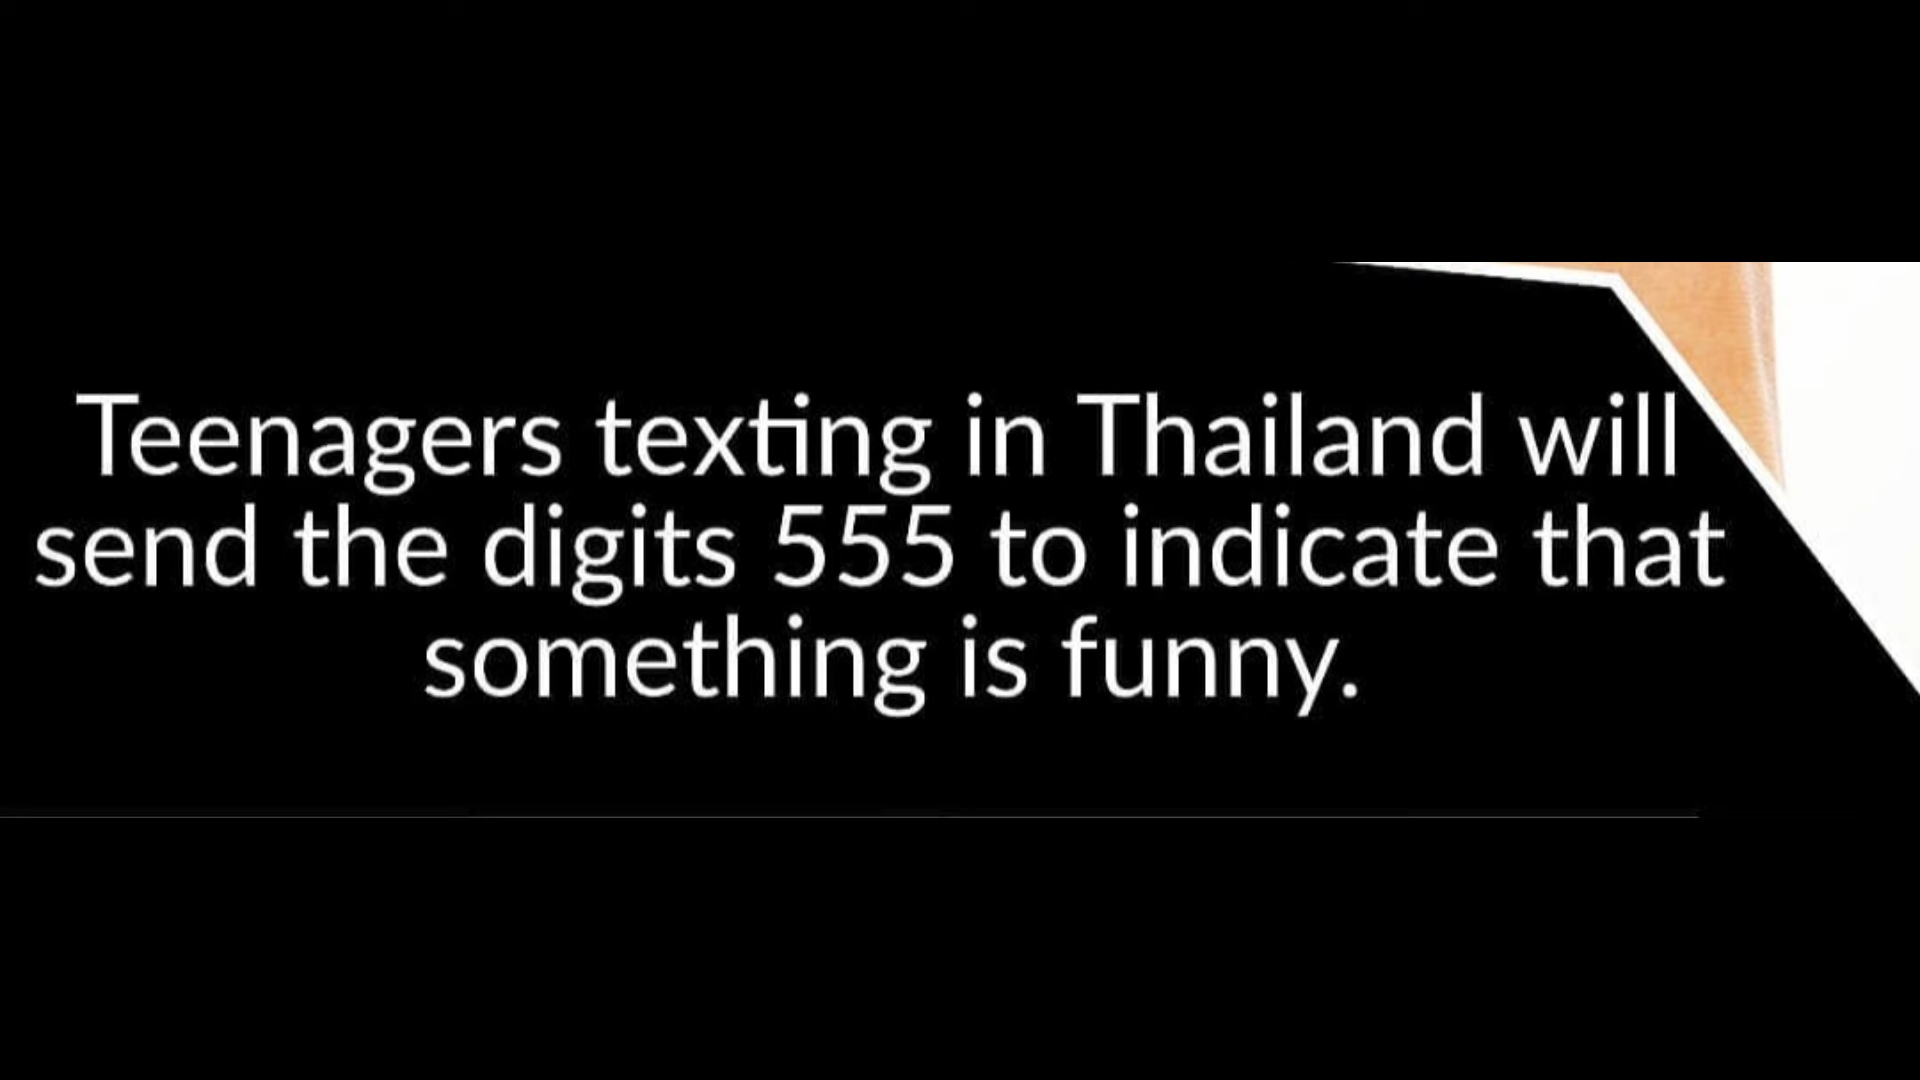 Teenagers texting in Thailand will
send the digits 555 to indicate that
something is funny.